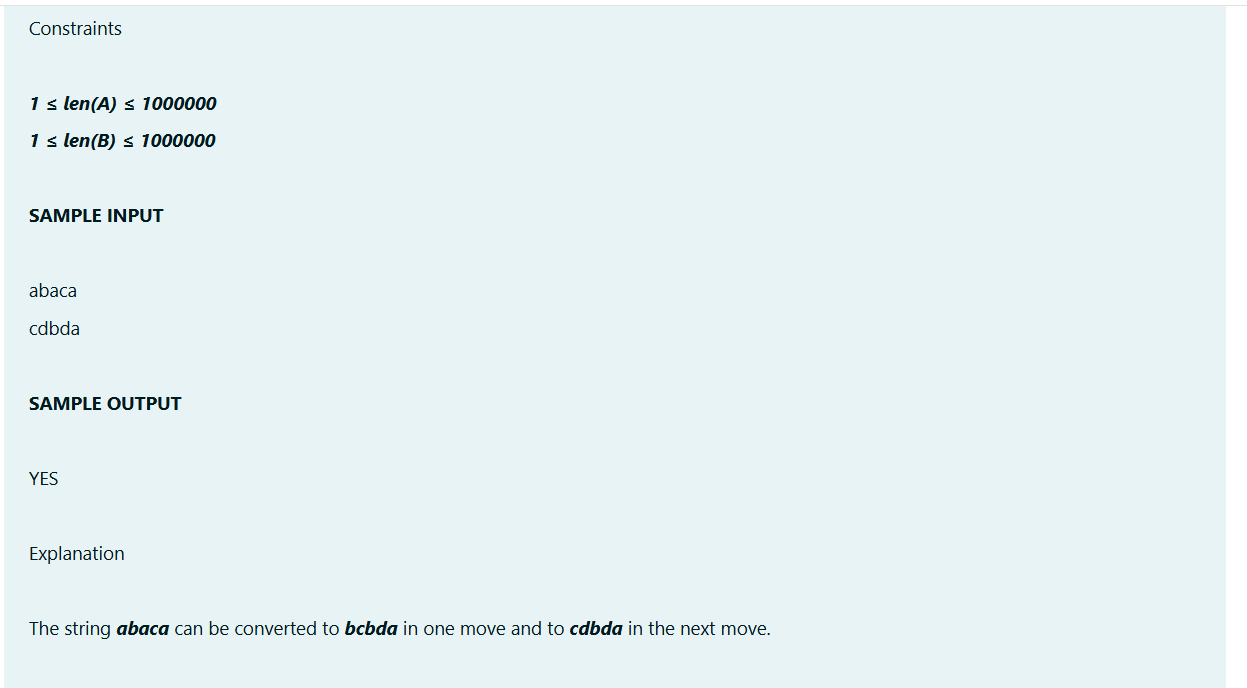 Constraints
1 ≤ len(A) ≤ 1000000
1 ≤ len(B) ≤ 1000000
SAMPLE INPUT
abaca
cdbda
SAMPLE OUTPUT
YES
Explanation
The string abaca can be converted to bcbda in one move and to cdbda in the next move.